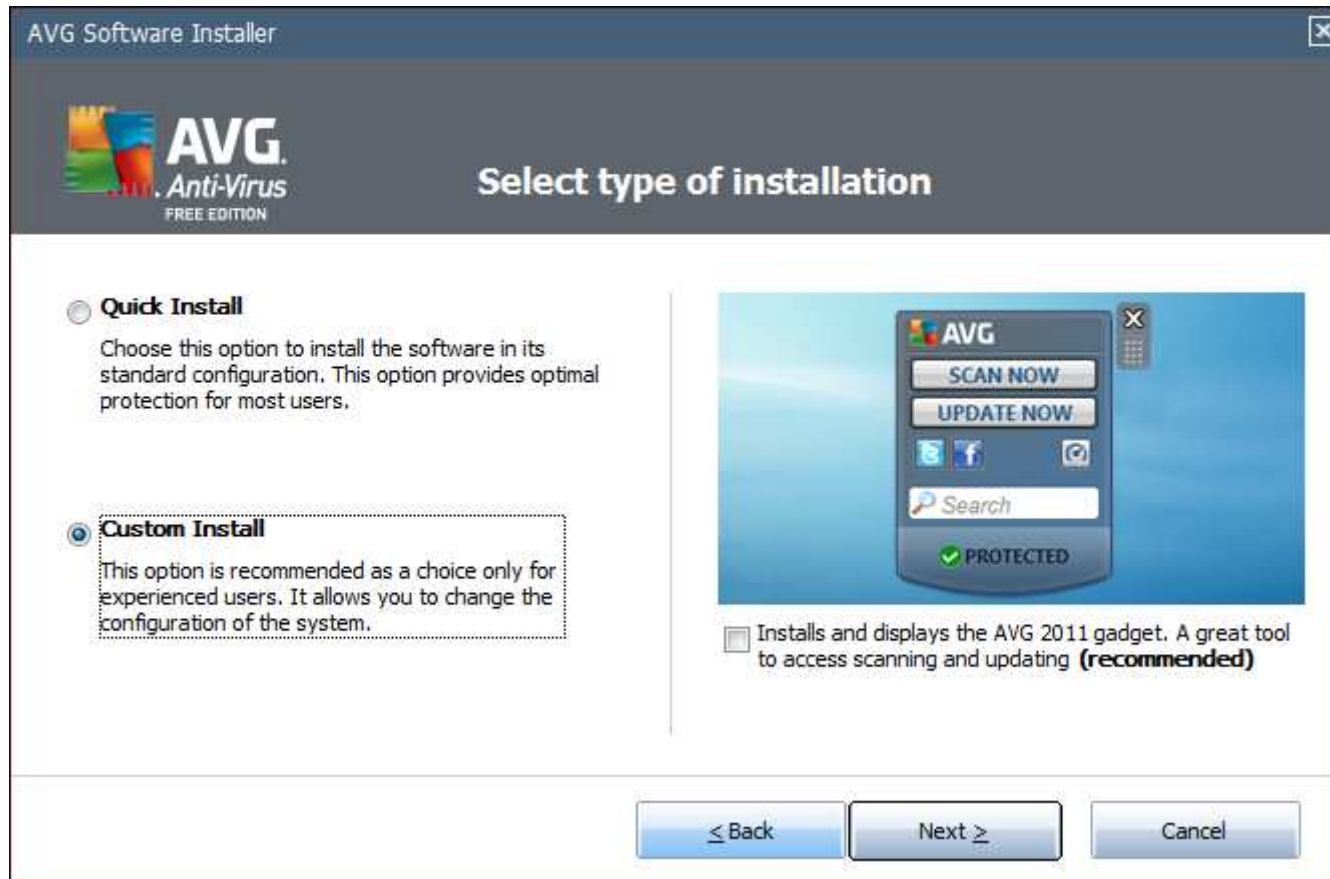 AVG Software Installer
AVG.
Anti-Virus
FREE EDITION
Select type of installation
Quick Install
Choose this option to install the software in its
standard configuration. This option provides optimal
protection for most users.
Custom Install
This option is recommended as a choice only for
experienced users. It allows you to change the
configuration of the system.
AVG
SCAN NOW
UPDATE NOW
Search
PROTECTED
Installs and displays the AVG 2011 gadget. A great tool
to access scanning and updating (recommended)
< Back
Next >
Cancel